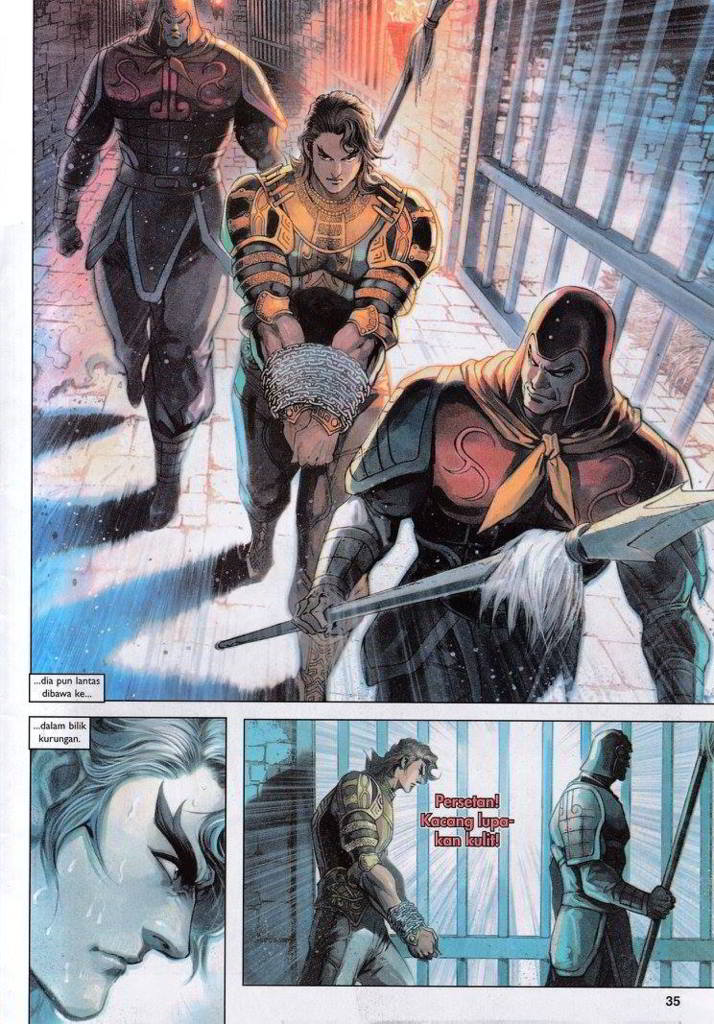 ...dia pun lantas
dibawa ke...
...dalam bilik
kurungan.
Persetan!
Kacang lupa-
kan kulit!
35